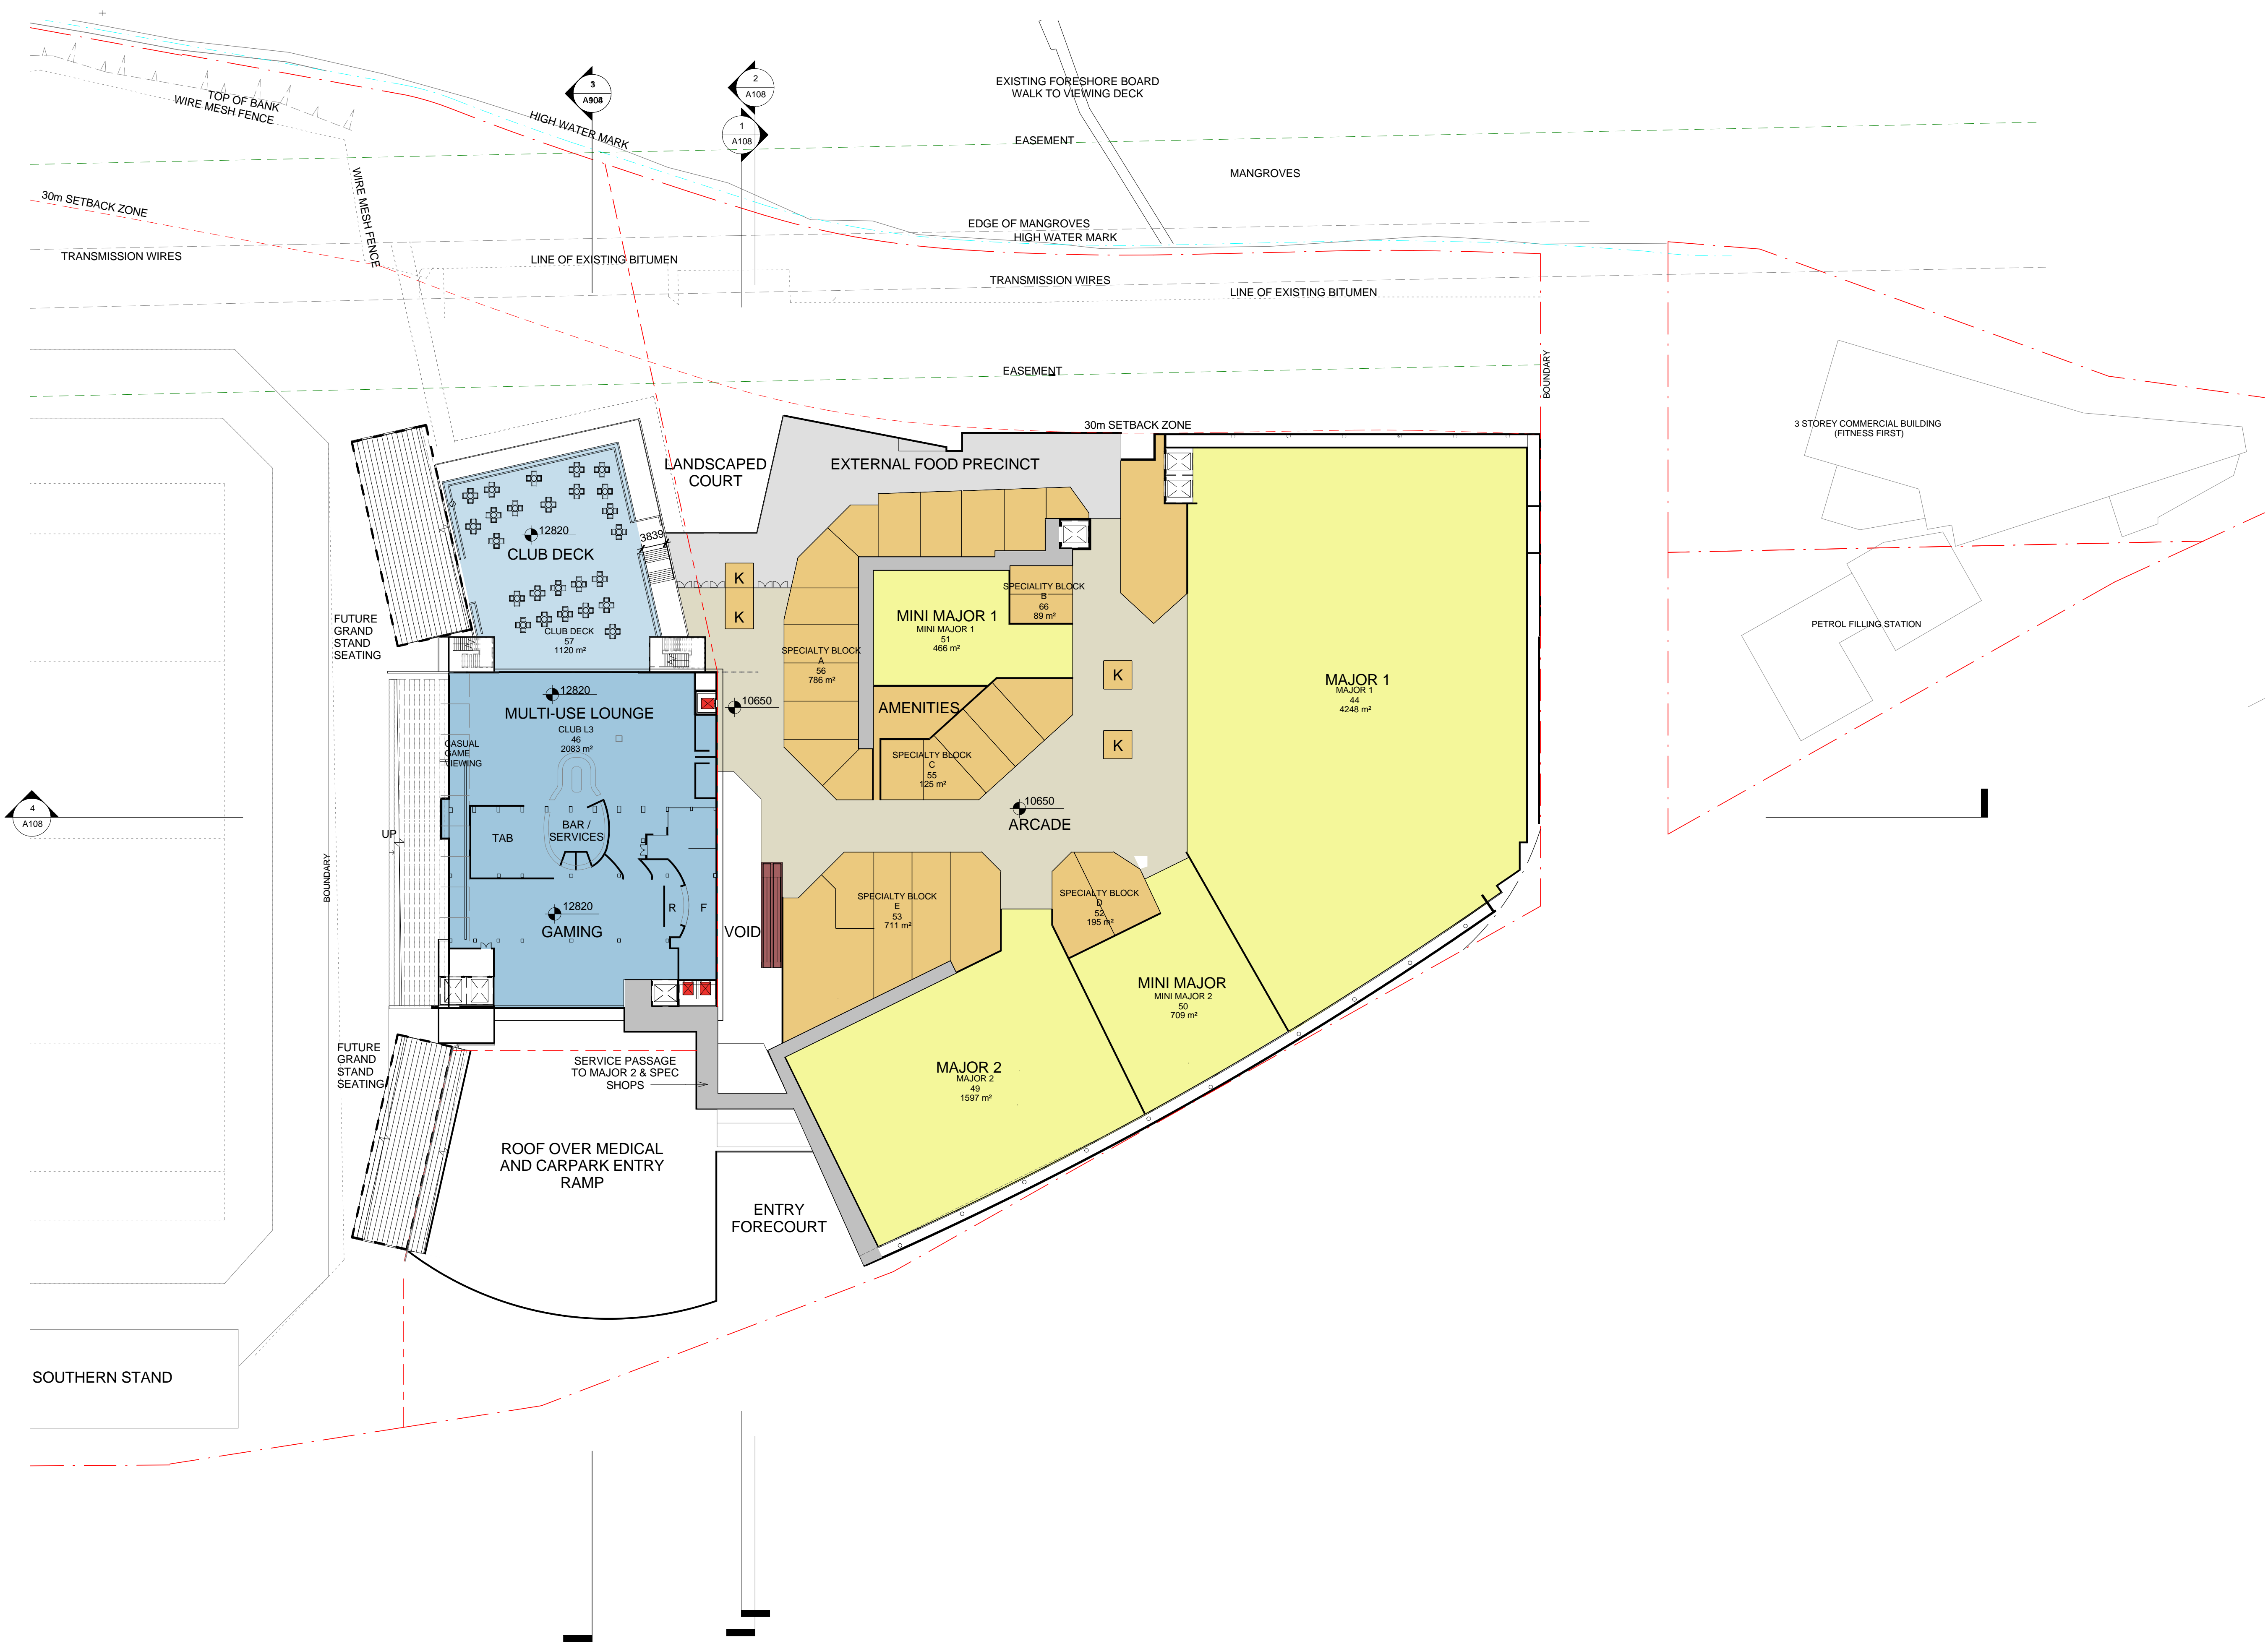 3
2
A108
1
A108
EXISTING FORESHORE BOARD
WALK TO VIEWING DECK
TOP OF BANK
WIRE MESH FENCE
HIGH WATER MARK
EASEMENT
MANGROVES
WIRE MESH FENCE
30m SETBACK ZONE
EDGE OF MANGROVES
HIGH WATER MARK
TRANSMISSION WIRES
LINE OF EXISTING BITUMEN
TRANSMISSION WIRES
LINE OF EXISTING BITUMEN
EASEMENT
BOUNDARY
30m SETBACK ZONE
3 STOREY COMMERCIAL BUILDING
(FITNESS FIRST)
LANDSCAPED
COURT
EXTERNAL FOOD PRECINCT
12820
CLUB DECK
3839
K
K
SPECIALITY BLOCK
B
66
89 m²
MINI MAJOR 1
MINI MAJOR 1
51
466 m²
FUTURE
GRAND
STAND
SEATING
CLUB DECK
57
1120 m²
PETROL FILLING STATION
SPECIALTY BLOCK
A
56
786 m²
K
MAJOR 1
MAJOR 1
44
4248 m²
12820
MULTI-USE LOUNGE
CLUB L3
46
2083 m²
10650
AMENITIES
CASUAL
GAME
VIEWING
K
SPECIALTY BLOCK
C
55
125 m²
4
A108
10650
ARCADE
UP
TAB
BAR /
SERVICES
BOUNDARY
12820
GAMING
R
F
VOID
SPECIALTY BLOCK
E
53
711 m²
SPECIALTY BLOCK
D
52
195 m²
MINI MAJOR
MINI MAJOR 2
50
709 m²
FUTURE
GRAND
STAND
SEATING
SERVICE PASSAGE
TO MAJOR 2 & SPEC
SHOPS
MAJOR 2
MAJOR 2
49
1597 m²
ROOF OVER MEDICAL
AND CARPARK ENTRY
RAMP
ENTRY
FORECOURT
SOUTHERN STAND